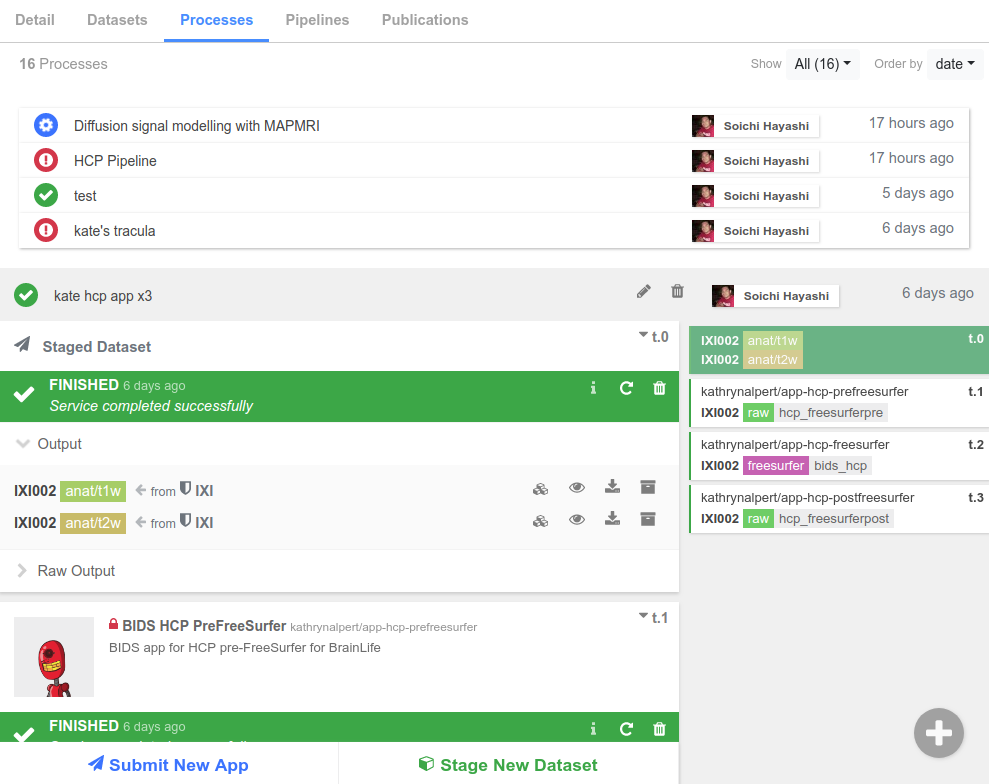 Detail Datasets Processes Pipelines Publications
16 Processes Show All (16) Order by date
Diffusion signal modelling with MAPMRI Soichi Hayashi 17 hours ago
HCP Pipeline Soichi Hayashi 17 hours ago
test Soichi Hayashi 5 days ago
kate's tracula Soichi Hayashi 6 days ago
kate hcp app x3 Soichi Hayashi 6 days ago
Staged Dataset t.0
FINISHED 6 days ago
Service completed successfully
Output
IXI002 anat/t1w from IXI
IXI002 anat/t2w from IXI
Raw Output
BIDS HCP PreFreeSurfer kathrynalpert/app-hcp-prefreesurfer t.1
BIDS app for HCP pre-FreeSurfer for BrainLife
FINISHED 6 days ago
Submit New App Stage New Dataset
IXI002 anat/t1w t.0
IXI002 anat/t2w
kathrynalpert/app-hcp-prefreesurfer t.1
IXI002 raw hcp_freesurferpre
kathrynalpert/app-hcp-freesurfer t.2
IXI002 freesurfer bids_hcp
kathrynalpert/app-hcp-postfreesurfer t.3
IXI002 raw hcp_freesurferpost